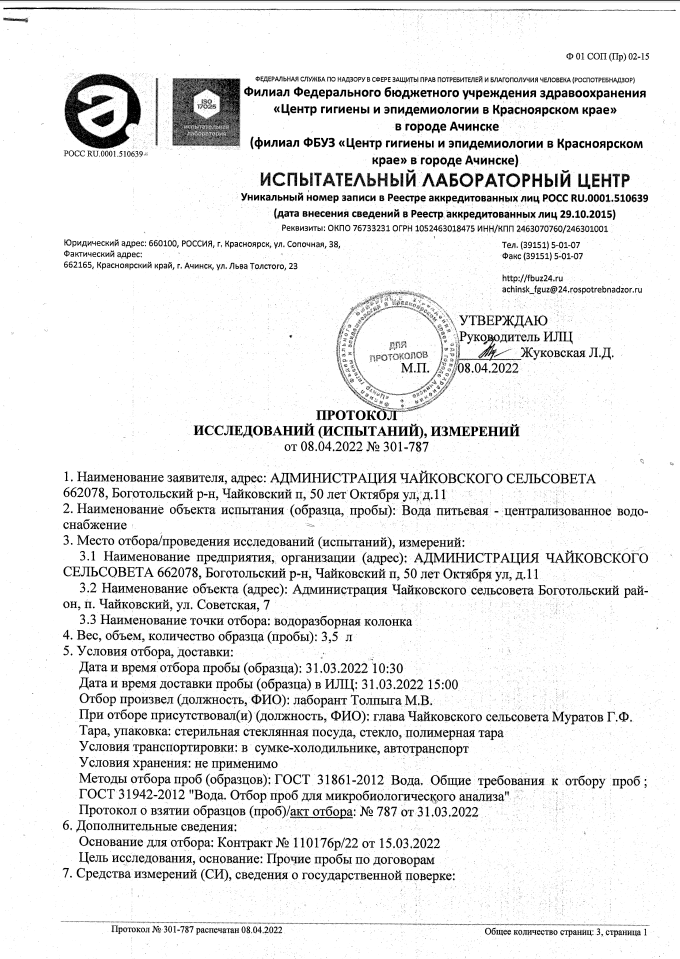 Ф 01 СОП (Пр) 02-15
ФЕДЕРАЛЬНАЯ СЛУЖБА ПО НАДЗОРУ В СФЕРЕ ЗАЩИТЫ ПРАВ ПОТРЕБИТЕЛЕЙ И БЛАГОПОЛУЧИЯ ЧЕЛОВЕКА (РОСПОТРЕБНАДЗОР)
Филиал Федерального бюджетного учреждения здравоохранения
«Центр гигиены и эпидемиологии в Красноярском крае»
в городе Ачинске
(филиал ФБУЗ «Центр гигиены и эпидемиологии в Красноярском
крае» в городе Ачинске)
ISO
17025
испытательная
лаборатория
РОСС RU.0001.510639
ИСПЫТАТЕЛЬНЫЙ ЛАБОРАТОРНЫЙ ЦЕНТР
Уникальный номер записи в Реестре аккредитованных лиц РОСС RU.0001.510639
(дата внесения сведений в Реестр аккредитованных лиц 29.10.2015)
Реквизиты: ОКПО 76733231 ОГРН 1052463018475 ИНН/КПП 2463070760/246301001
Юридический адрес: 660100, РОССИЯ, г. Красноярск, ул. Сопочная, 38,
Фактический адрес:
662165, Красноярский край, г. Ачинск, ул. Льва Толстого, 23
Тел. (39151) 5-01-07
Факс (39151) 5-01-07
http://fbuz24.ru
achinsk_fguz@24.rospotrebnadzor.ru
УТВЕРЖДАЮ
Руководитель ИЛЦ
Жуковская Л.Д.
ДЛЯ
ПРОТОКОЛОВ
М.П. 08.04.2022
ПРОТОКОЛ
ИССЛЕДОВАНИЙ (ИСПЫТАНИЙ), ИЗМЕРЕНИЙ
от 08.04.2022 № 301-787
1. Наименование заявителя, адрес: АДМИНИСТРАЦИЯ ЧАЙКОВСКОГО СЕЛЬСОВЕТА
662078, Боготольский р-н, Чайковский п, 50 лет Октября ул, д.11
2. Наименование объекта испытания (образца, пробы): Вода питьевая - централизованное водо-
снабжение
3. Место отбора/проведения исследований (испытаний), измерений:
3.1 Наименование предприятия, организации (адрес): АДМИНИСТРАЦИЯ ЧАЙКОВСКОГО
СЕЛЬСОВЕТА 662078, Боготольский р-н, Чайковский п, 50 лет Октября ул, д.11
3.2 Наименование объекта (адрес): Администрация Чайковского сельсовета Боготольский рай-
он, п. Чайковский, ул. Советская, 7
3.3 Наименование точки отбора: водоразборная колонка
4. Вес, объем, количество образца (пробы): 3,5 л
5. Условия отбора, доставки:
Дата и время отбора пробы (образца): 31.03.2022 10:30
Дата и время доставки пробы (образца) в ИЛЦ: 31.03.2022 15:00
Отбор произвел (должность, ФИО): лаборант Толпыга М.В.
При отборе присутствовал(и) (должность, ФИО): глава Чайковского сельсовета Муратов Г.Ф.
Тара, упаковка: стерильная стеклянная посуда, стекло, полимерная тара
Условия транспортировки: в сумке-холодильнике, автотранспорт
Условия хранения: не применимо
Методы отбора проб (образцов): ГОСТ 31861-2012 Вода. Общие требования к отбору проб ;
ГОСТ 31942-2012 "Вода. Отбор проб для микробиологического анализа"
Протокол о взятии образцов (проб)/акт отбора: № 787 от 31.03.2022
6. Дополнительные сведения:
Основание для отбора: Контракт № 110176р/22 от 15.03.2022
Цель исследования, основание: Прочие пробы по договорам
7. Средства измерений (СИ), сведения о государственной поверке:
Протокол № 301-787 распечатан 08.04.2022
Общее количество страниц: 3, страница 1